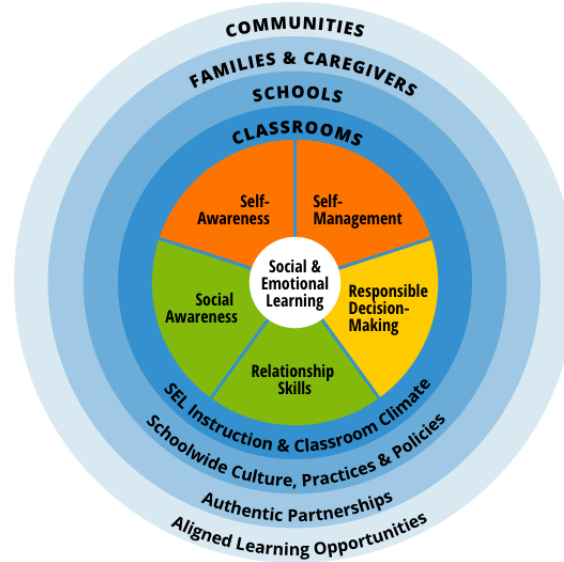 COMMUNITIES
FAMILIES & CAREGIVERS
SCHOOLS
CLASSROOMS
Self-
Awareness
Self-
Management
Social &
Emotional
Learning
Social
Awareness
Responsible
Decision-
Making
Relationship
Skills
SEL Instruction & Classroom Climate
Schoolwide Culture, Practices & Policies
Authentic Partnerships
Aligned Learning Opportunities